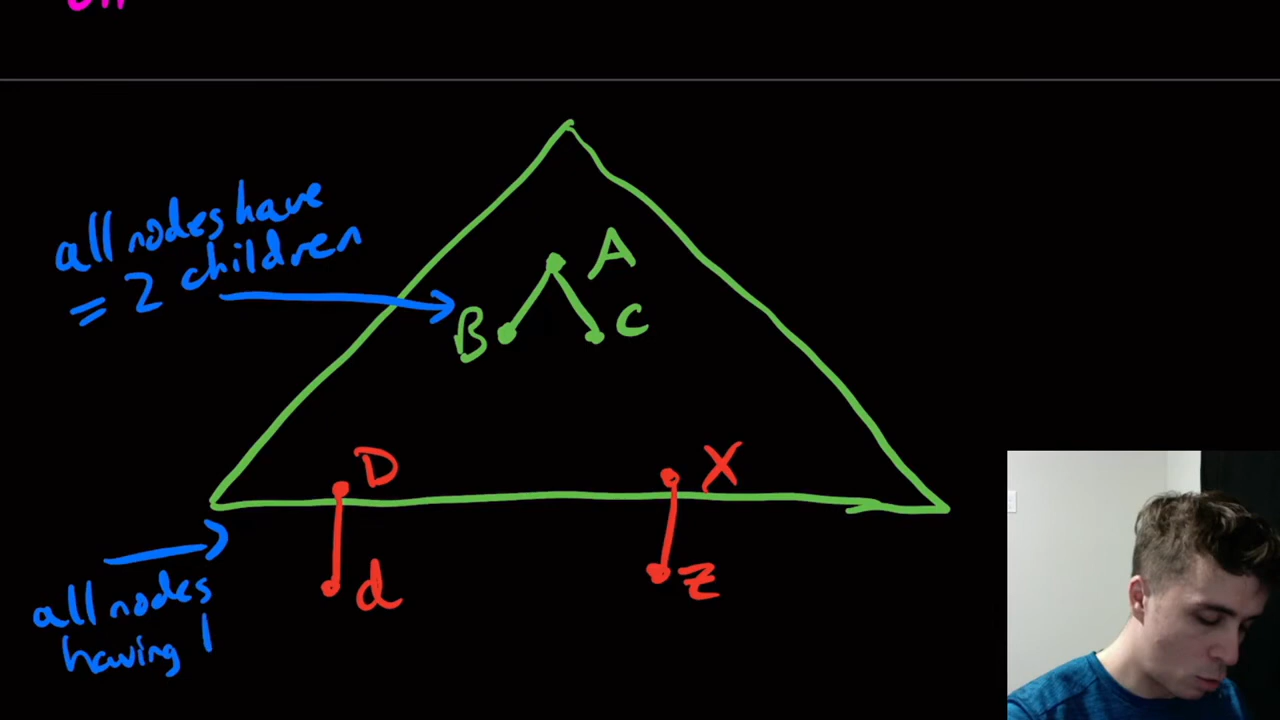 all nodes have
= 2 children
A
B
C
D
X
d
z
all nodes
having 1